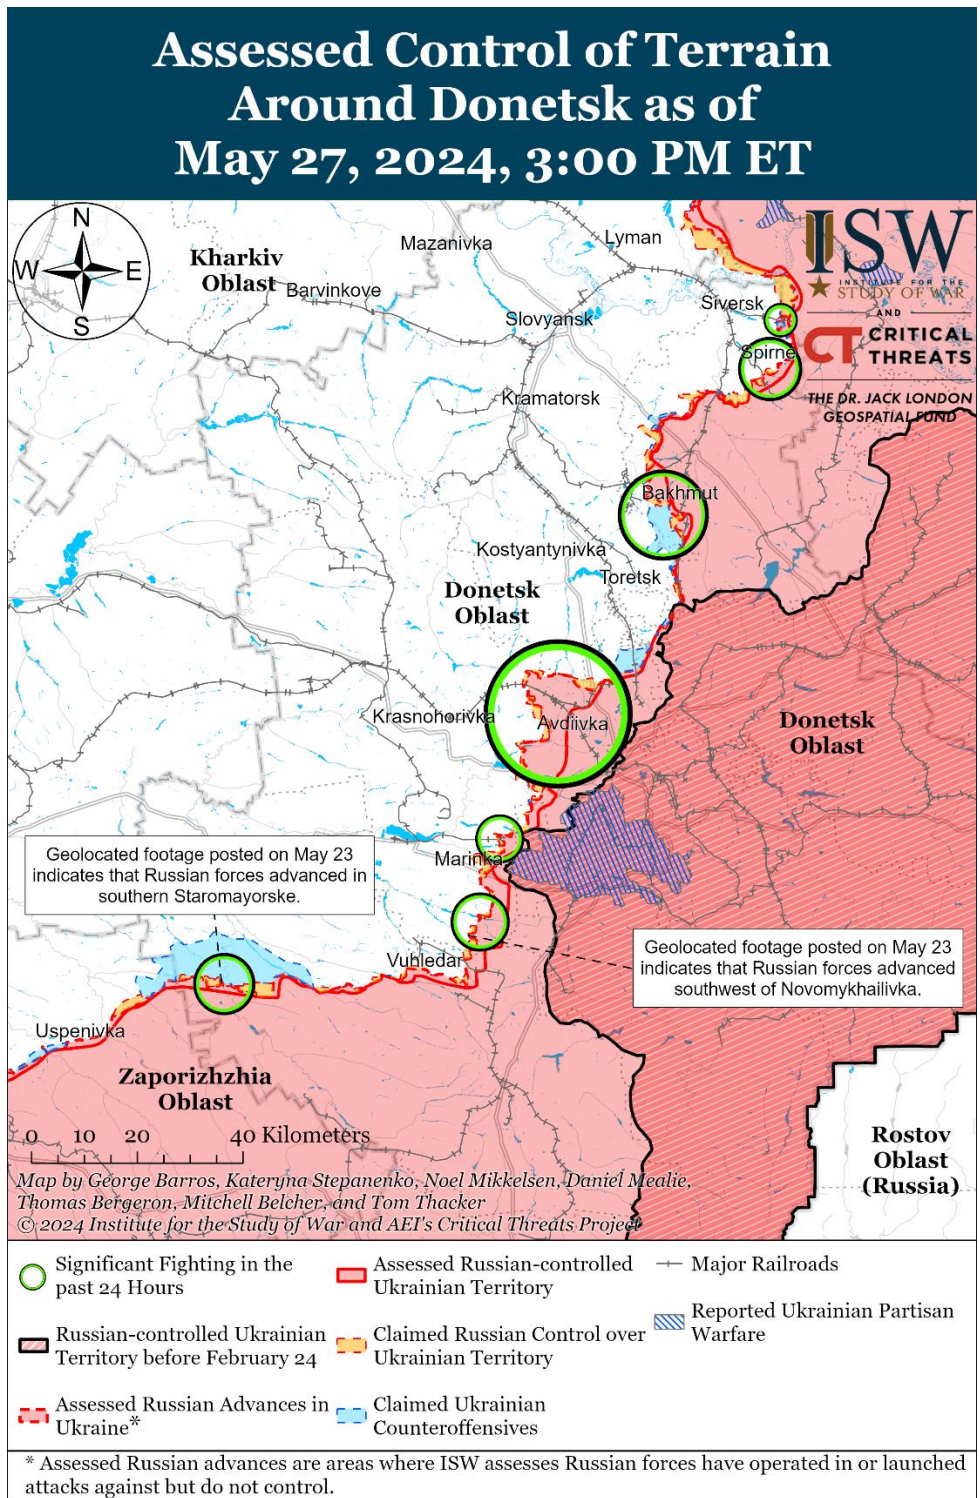 Assessed Control of Terrain
Around Donetsk as of
May 27, 2024, 3:00 PM ET
N
W
E
S
Kharkiv
Oblast
Mazanivka
Lyman
Barvinkove
Slovyansk
Siversk
Spirne
Kramatorsk
ISW
INSTITUTE FOR THE
STUDY OF WAR
AND
CT CRITICAL
THREATS
THE DR. JACK LONDON
GEOSPATIAL FUND
Bakhmut
Kostyantynivka
Toretsk
Donetsk
Oblast
Krasnohorivka
Avdiivka
Donetsk
Oblast
Geolocated footage posted on May 23
indicates that Russian forces advanced in
southern Staromayorske.
Marinka
Vuhledar
Geolocated footage posted on May 23
indicates that Russian forces advanced
southwest of Novomykhailivka.
Uspenivka
Zaporizhzhia
Oblast
Rostov
Oblast
(Russia)
0 10 20 40 Kilometers
Map by George Barros, Kateryna Stepanenko, Noel Mikkelsen, Daniel Mealie,
Thomas Bergeron, Mitchell Belcher, and Tom Thacker
© 2024 Institute for the Study of War and AEI's Critical Threats Project
Significant Fighting in the
past 24 Hours
Russian-controlled Ukrainian
Territory before February 24
Assessed Russian Advances in
Ukraine*
Assessed Russian-controlled
Ukrainian Territory
Claimed Russian Control over
Ukrainian Territory
Claimed Ukrainian
Counteroffensives
Major Railroads
Reported Ukrainian Partisan
Warfare
* Assessed Russian advances are areas where ISW assesses Russian forces have operated in or launched
attacks against but do not control.